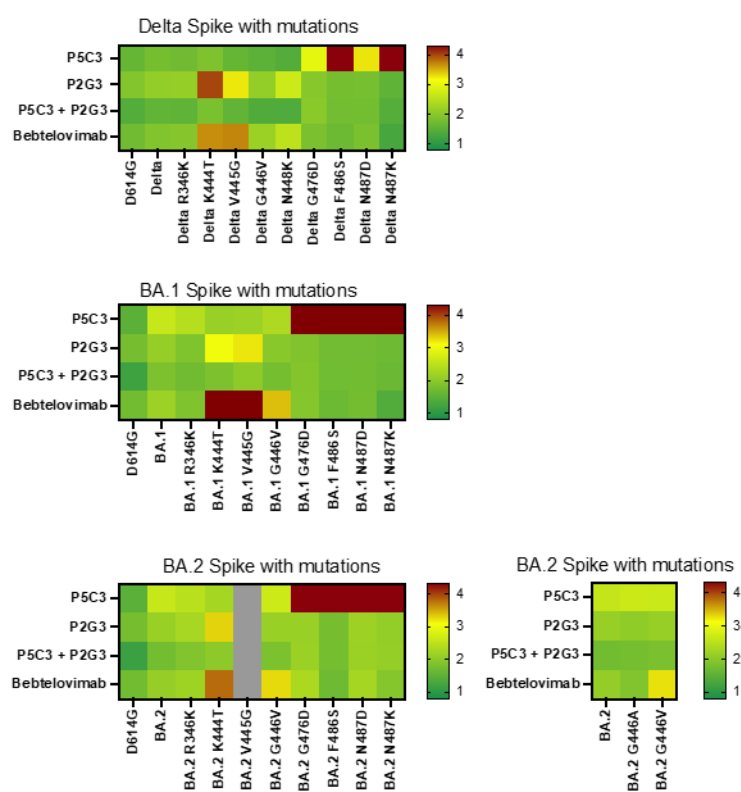 Delta Spike with mutations
P5C3
P2G3
P5C3 + P2G3
Bebtelovimab
4
3
2
1
D614G
Delta
Delta R346K
Delta K444T
Delta V445G
Delta G446V
Delta N448K
Delta G476D
Delta F486S
Delta N487D
Delta N487K
BA.1 Spike with mutations
P5C3
P2G3
P5C3 + P2G3
Bebtelovimab
4
3
2
1
D614G
BA.1
BA.1 R346K
BA.1 K444T
BA.1 V445G
BA.1 G446V
BA.1 G476D
BA.1 F486S
BA.1 N487D
BA.1 N487K
BA.2 Spike with mutations
P5C3
P2G3
P5C3 + P2G3
Bebtelovimab
4
3
2
1
D614G
BA.2
BA.2 R346K
BA.2 K444T
BA.2 V445G
BA.2 G446V
BA.2 G476D
BA.2 F486S
BA.2 N487D
BA.2 N487K
BA.2 Spike with mutations
P5C3
P2G3
P5C3 + P2G3
Bebtelovimab
4
3
2
1
BA.2
BA.2 G446A
BA.2 G446V